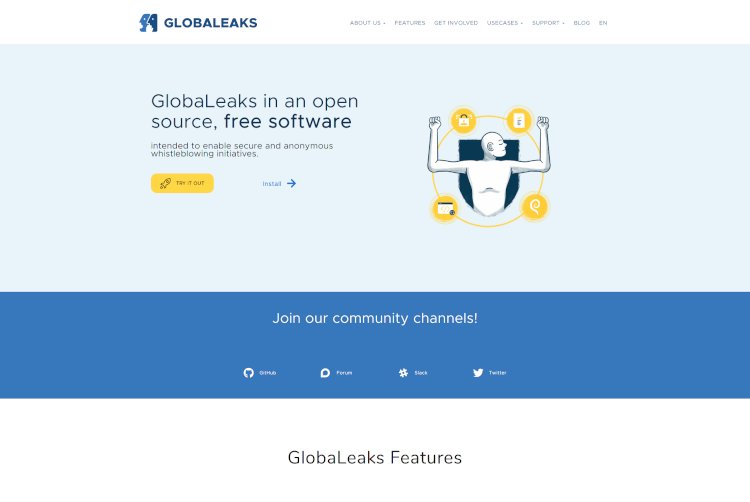 GLOBALEAKS
ABOUT US
FEATURES
GET INVOLVED
USECASES
SUPPORT
BLOG
EN
GlobaLeaks in an open
source, free software
intended to enable secure and anonymous
whistleblowing initiatives.
TRY IT OUT
Install
Join our community channels!
GitHub
Forum
Slack
Twitter
GlobaLeaks Features